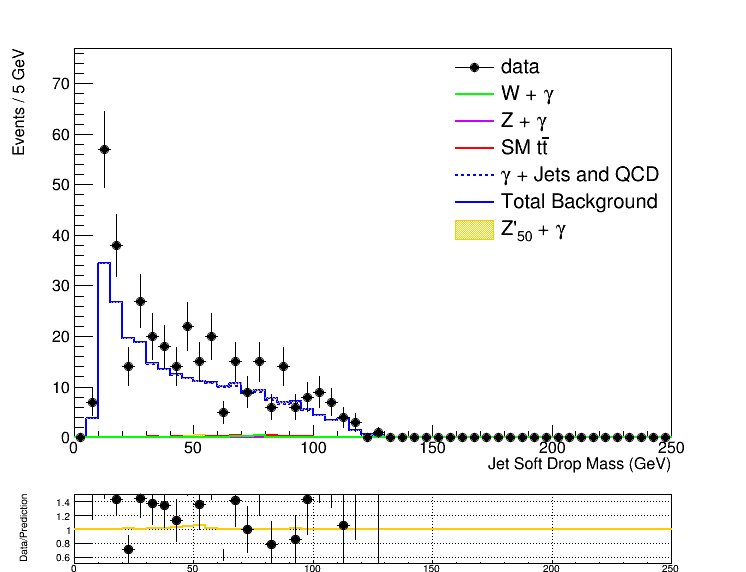 Events / 5 GeV
70
60
50
40
30
20
10
0
data
W + γ
Z + γ
SM tt̄
γ + Jets and QCD
Total Background
Z'₅₀ + γ
0 50 100 150 200 250
Jet Soft Drop Mass (GeV)
Data/Prediction
1.4
1.2
1
0.8
0.6
0 50 100 150 200 250